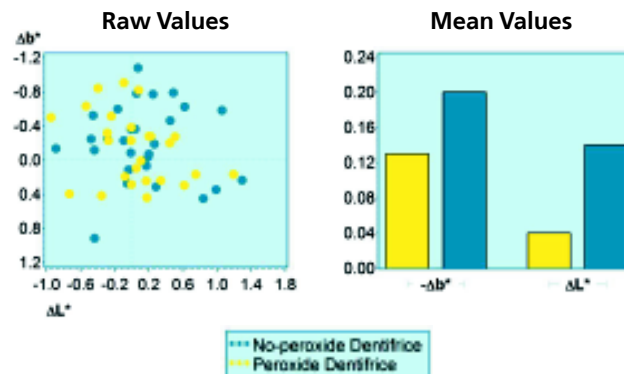 Raw Values
Δb*
-1.2
-0.8
-0.4
0.0
0.4
0.8
1.2
-1.0 -0.6 -0.2 0.2 0.6 1.0 1.4 1.8
ΔL*
Mean Values
0.24
0.20
0.16
0.12
0.08
0.04
0.00
-Δb* ΔL*
No-peroxide Dentifrice
Peroxide Dentifrice